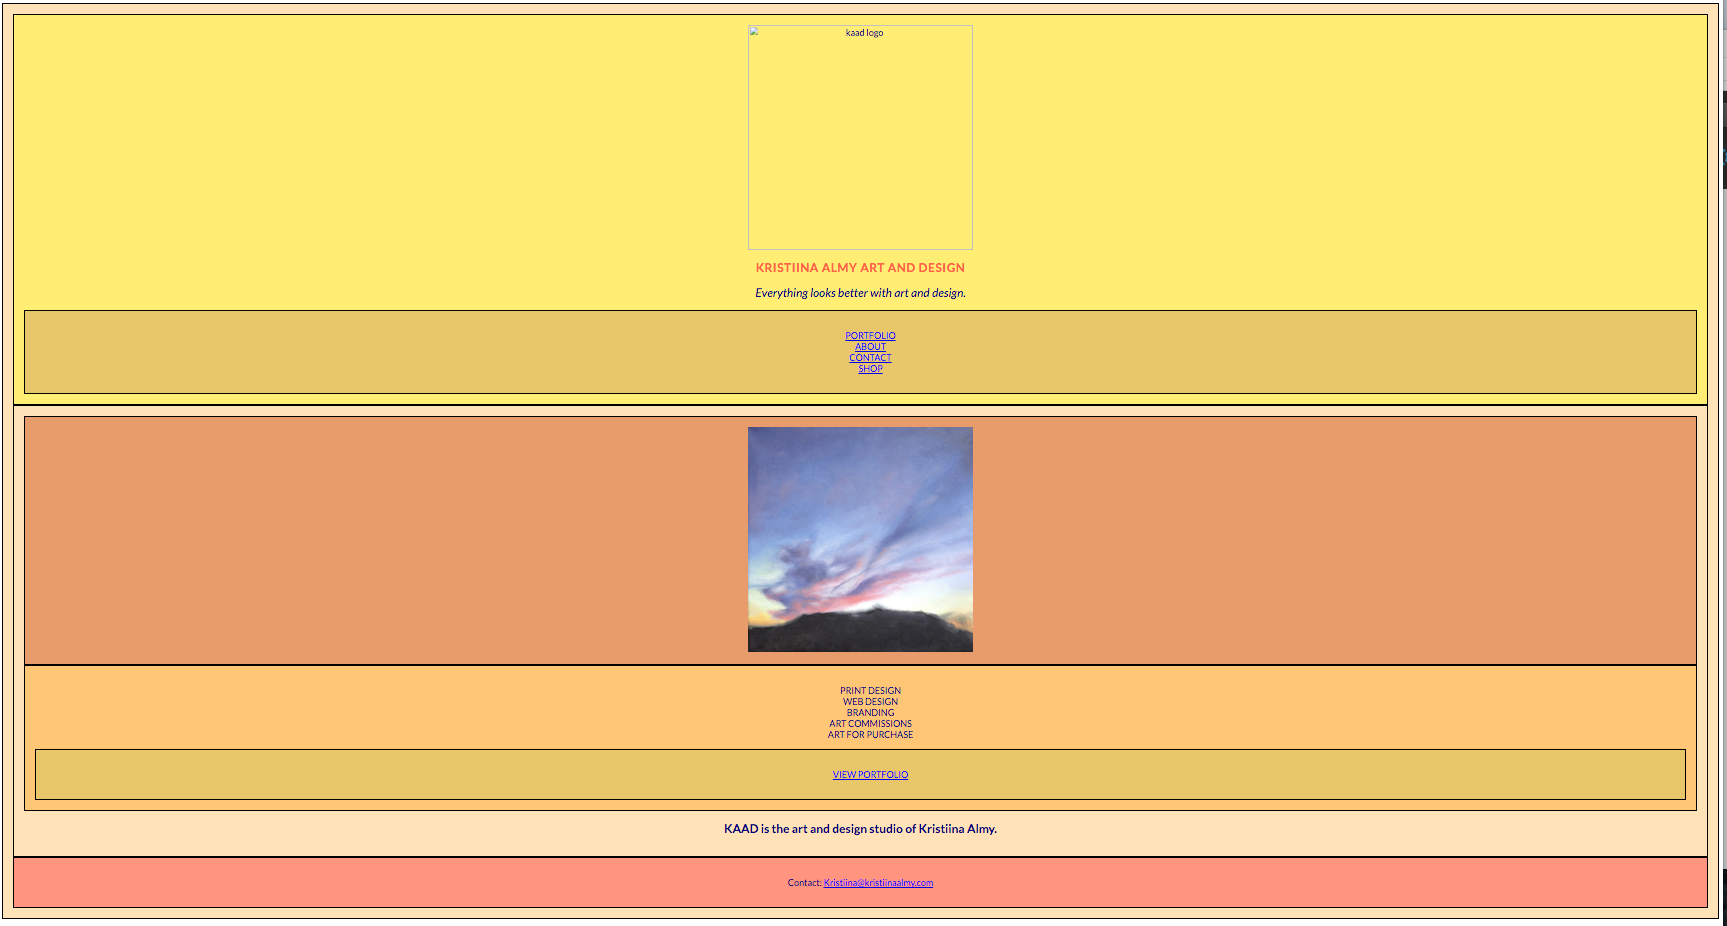 kaad logo
KRISTIINA ALMY ART AND DESIGN
Everything looks better with art and design.
PORTFOLIO
ABOUT
CONTACT
SHOP
PRINT DESIGN
WEB DESIGN
BRANDING
ART COMMISSIONS
ART FOR PURCHASE
VIEW PORTFOLIO
KAAD is the art and design studio of Kristiina Almy.
Contact: Kristiina@kristiinaalmy.com